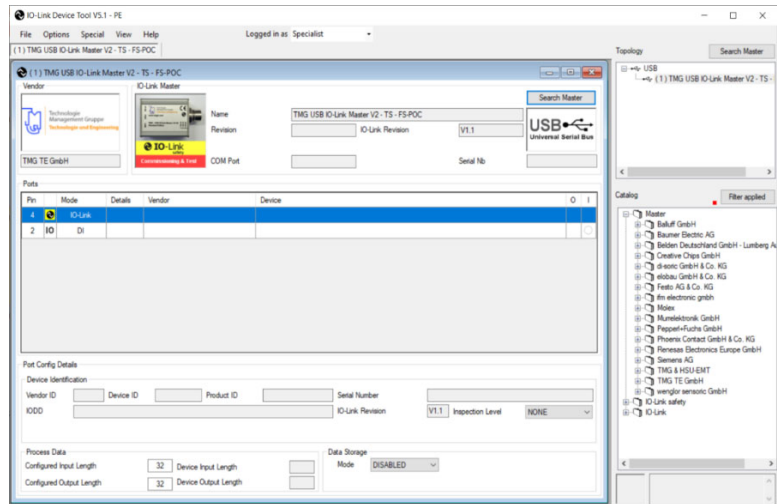 IO-Link Device Tool V5.1 - PE
File Options Special View Help Logged in as Specialist
(1) TMG USB IO-Link Master V2 - TS - FS-POC
Topology Search Master
USB
(1) TMG USB IO-Link Master V2 - TS -
(1) TMG USB IO-Link Master V2 - TS - FS-POC
Vendor IO-Link Master
Search Master
Technologie
Management Gruppe
Technologie und Engineering
IO-Link
safety
Commissioning & Test
Name TMG USB IO-Link Master V2 - TS - FS-POC
Revision IO-Link Revision V1.1
USB
Universal Serial Bus
TMG TE GmbH COM Port Serial Nb
Ports
Pin Mode Details Vendor Device O I
4 IO-Link
2 IO DI
Catalog Filter applied
Master
Balluff GmbH
Baumer Electric AG
Belden Deutschland GmbH - Lumberg Au
Creative Chips GmbH
di-soric GmbH & Co. KG
elobau GmbH & Co. KG
Festo AG & Co. KG
ifm electronic gmbh
Molex
Murrelektronik GmbH
Pepperl+Fuchs GmbH
Phoenix Contact GmbH & Co. KG
Renesas Electronics Europe GmbH
Siemens AG
TMG & HSU-EMT
TMG TE GmbH
wenglor sensoric GmbH
IO-Link safety
IO-Link
Port Config Details
Device Identification
Vendor ID Device ID Product ID Serial Number
IODD IO-Link Revision V1.1 Inspection Level NONE
Process Data
Configured Input Length 32 Device Input Length
Configured Output Length 32 Device Output Length
Data Storage
Mode DISABLED